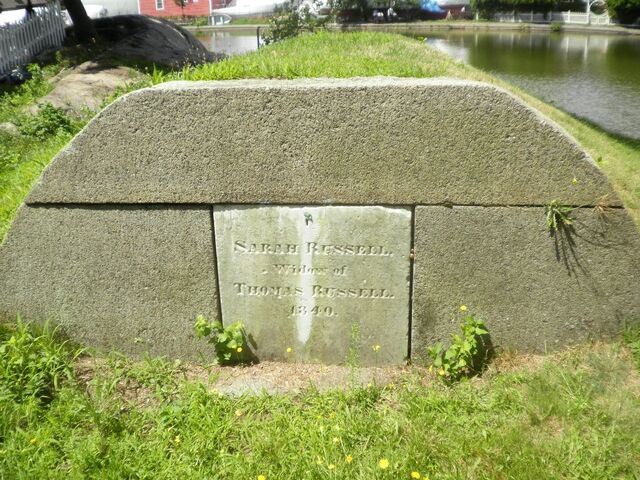 SARAH RUSSELL.
Widow of
THOMAS RUSSELL.
1840.